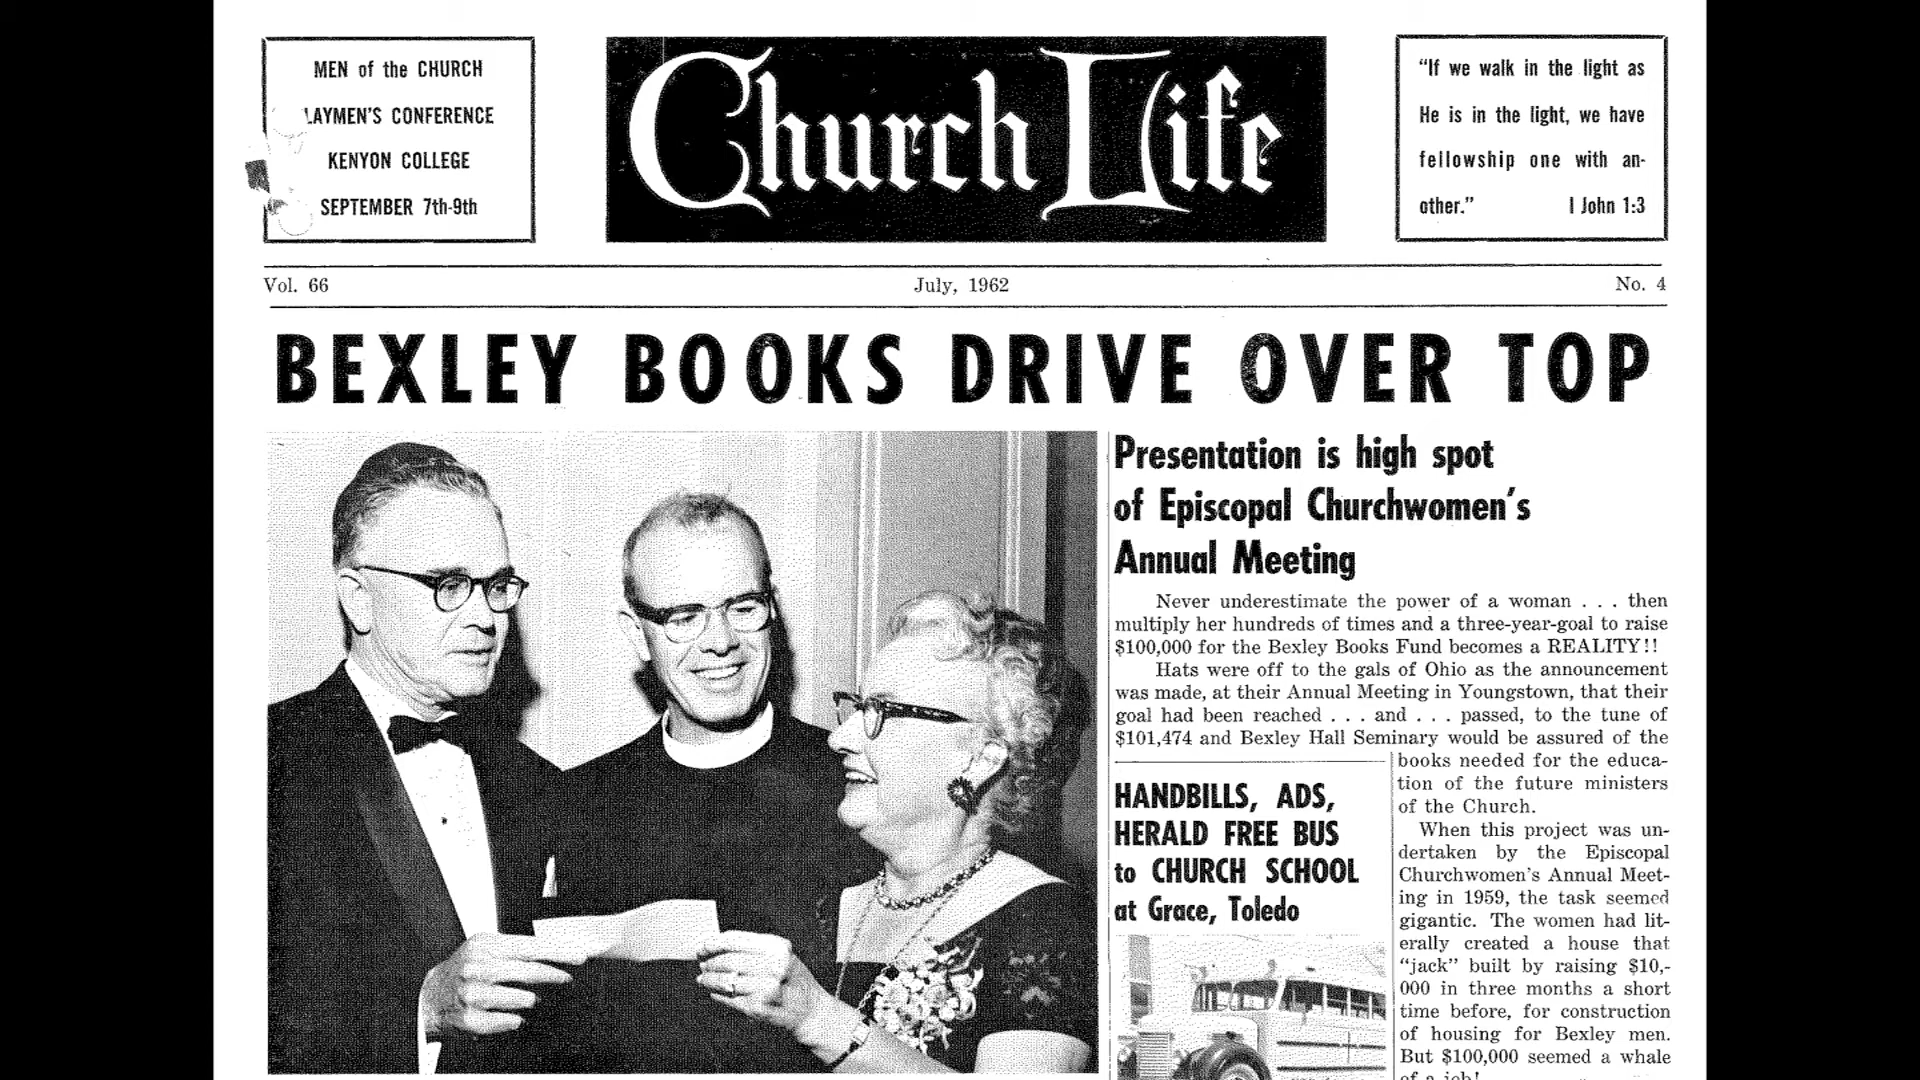 MEN of the CHURCH
LAYMEN'S CONFERENCE
KENYON COLLEGE
SEPTEMBER 7th-9th
Church Life
"If we walk in the light as
He is in the light, we have
fellowship one with an-
other." I John 1:3
Vol. 66 July, 1962 No. 4
BEXLEY BOOKS DRIVE OVER TOP
Presentation is high spot
of Episcopal Churchwomen's
Annual Meeting
Never underestimate the power of a woman . . . then
multiply her hundreds of times and a three-year-goal to raise
$100,000 for the Bexley Books Fund becomes a REALITY!!
Hats were off to the gals of Ohio as the announcement
was made, at their Annual Meeting in Youngstown, that their
goal had been reached . . . and . . . passed, to the tune of
$101,474 and Bexley Hall Seminary would be assured of the
books needed for the educa-
tion of the future ministers
of the Church.
When this project was un-
dertaken by the Episcopal
Churchwomen's Annual Meet-
ing in 1959, the task seemed
gigantic. The women had lit-
erally created a house that
"jack" built by raising $10,-
000 in three months a short
time before, for construction
of housing for Bexley men.
But $100,000 seemed a whale
of a job!
HANDBILLS, ADS,
HERALD FREE BUS
to CHURCH SCHOOL
at Grace, Toledo